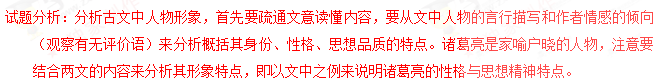 试题分析：分析古文中人物形象，首先要疏通文意读懂内容，要从文中人物的言行描写和作者情感的倾向
（观察有无评价语）来分析概括其身份、性格、思想品质的特点。诸葛亮是家喻户晓的人物，注意要
结合两文的内容来分析其形象特点，即以文中之例来说明诸葛亮的性格与思想精神特点。